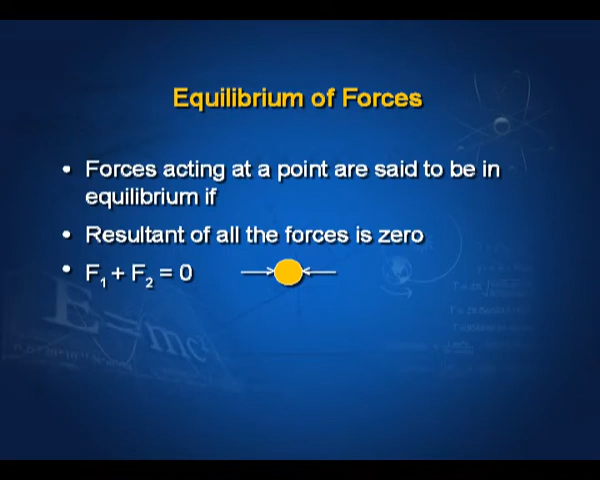 Equilibrium of Forces
• Forces acting at a point are said to be in
equilibrium if
• Resultant of all the forces is zero
• F₁ + F₂ = 0
E=mc²